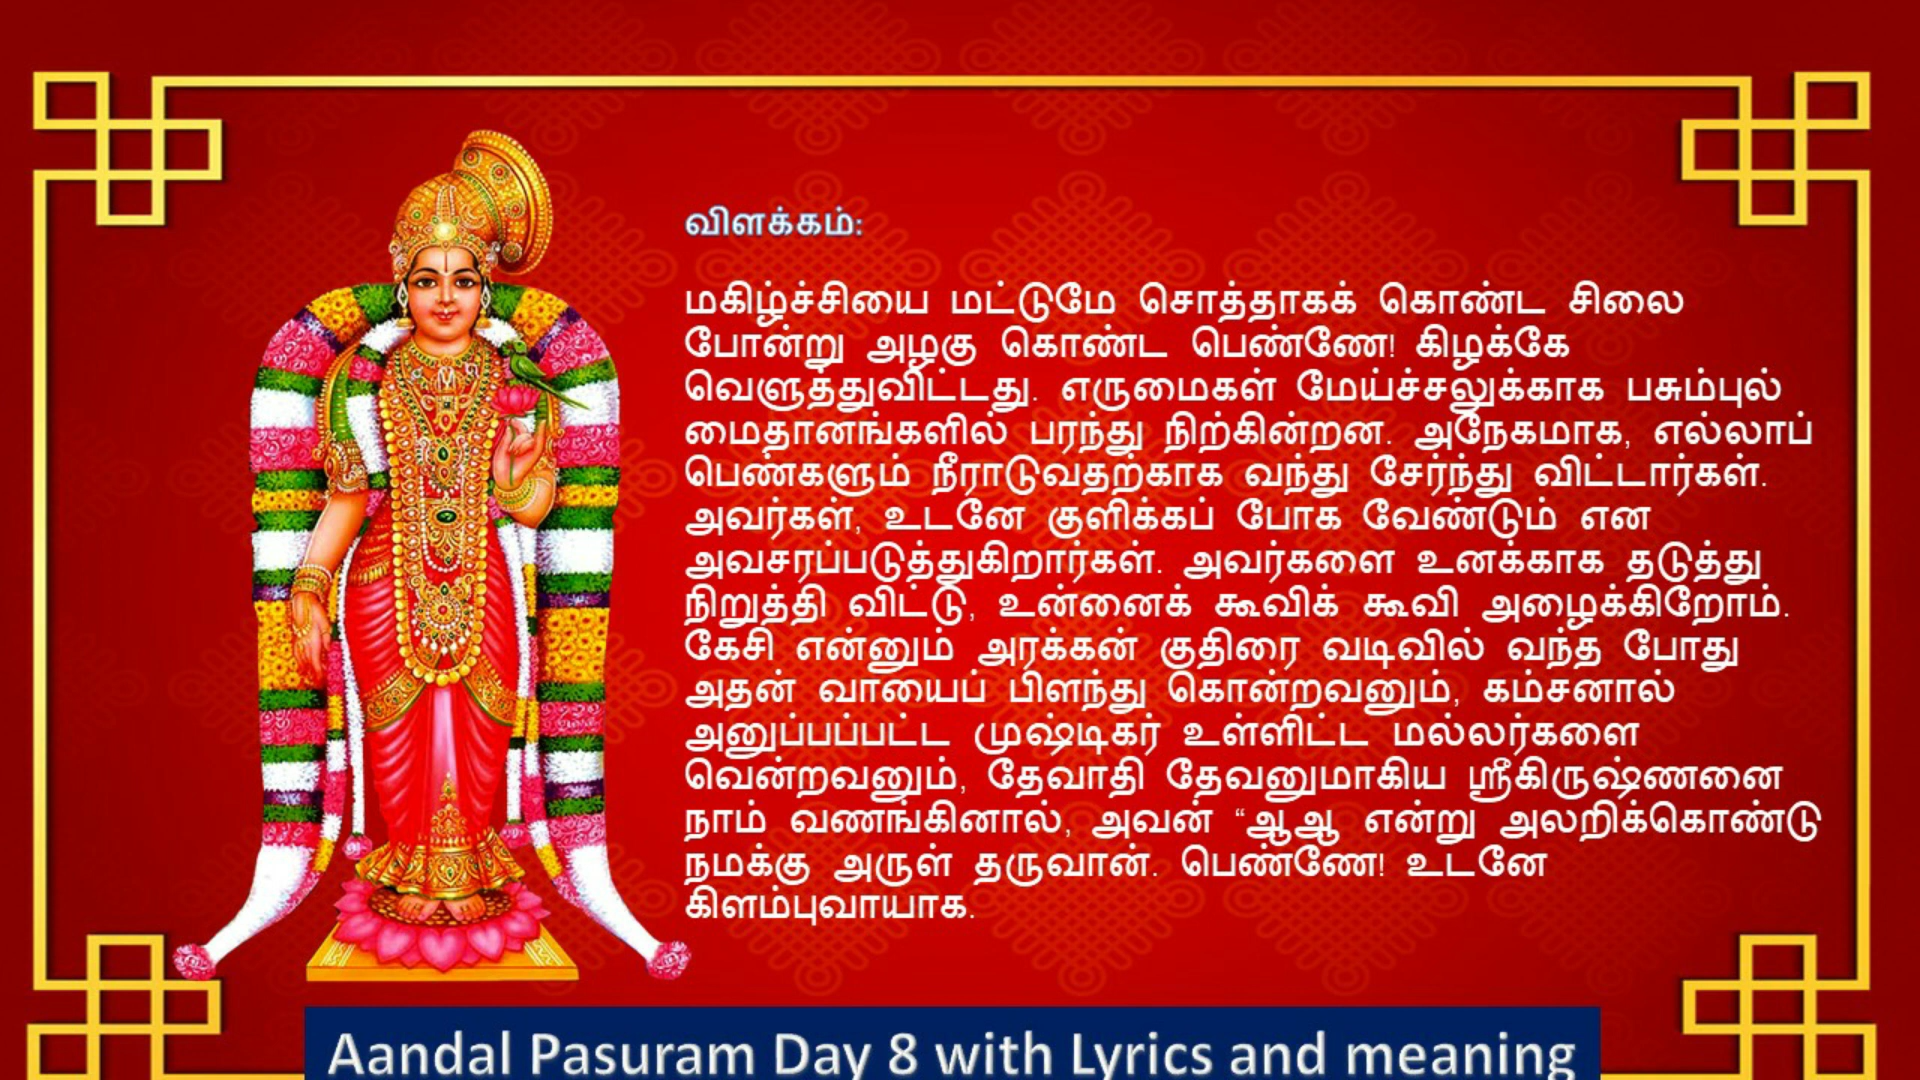 விளக்கம்:
மகிழ்ச்சியை மட்டுமே சொத்தாகக் கொண்ட சிலை
போன்று அழகு கொண்ட பெண்ணே! கிழக்கே
வெளுத்துவிட்டது. எருமைகள் மேய்ச்சலுக்காக பசும்புல்
மைதானங்களில் பரந்து நிற்கின்றன. அநேகமாக, எல்லாப்
பெண்களும் நீராடுவதற்காக வந்து சேர்ந்து விட்டார்கள்.
அவர்கள், உடனே குளிக்கப் போக வேண்டும் என
அவசரப்படுத்துகிறார்கள். அவர்களை உனக்காக தடுத்து
நிறுத்தி விட்டு, உன்னைக் கூவிக் கூவி அழைக்கிறோம்.
கேசி என்னும் அரக்கன் குதிரை வடிவில் வந்த போது
அதன் வாயைப் பிளந்து கொன்றவனும், கம்சனால்
அனுப்பப்பட்ட முஷ்டிகர் உள்ளிட்ட மல்லர்களை
வென்றவனும், தேவாதி தேவனுமாகிய ஸ்ரீகிருஷ்ணனை
நாம் வணங்கினால், அவன் “ஆஆ என்று அலறிக்கொண்டு
நமக்கு அருள் தருவான். பெண்ணே! உடனே
கிளம்புவாயாக.
Aandal Pasuram Day 8 with Lyrics and meaning